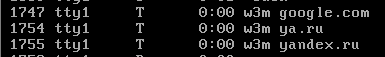 1747 tty1 T 0:00 w3m google.com
1754 tty1 T 0:00 w3m ya.ru
1755 tty1 T 0:00 w3m yandex.ru